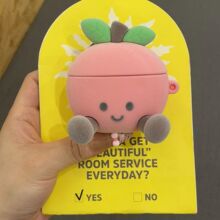 GET
BEAUTIFUL"
ROOM SERVICE
EVERYDAY?
✓ YES □ NO